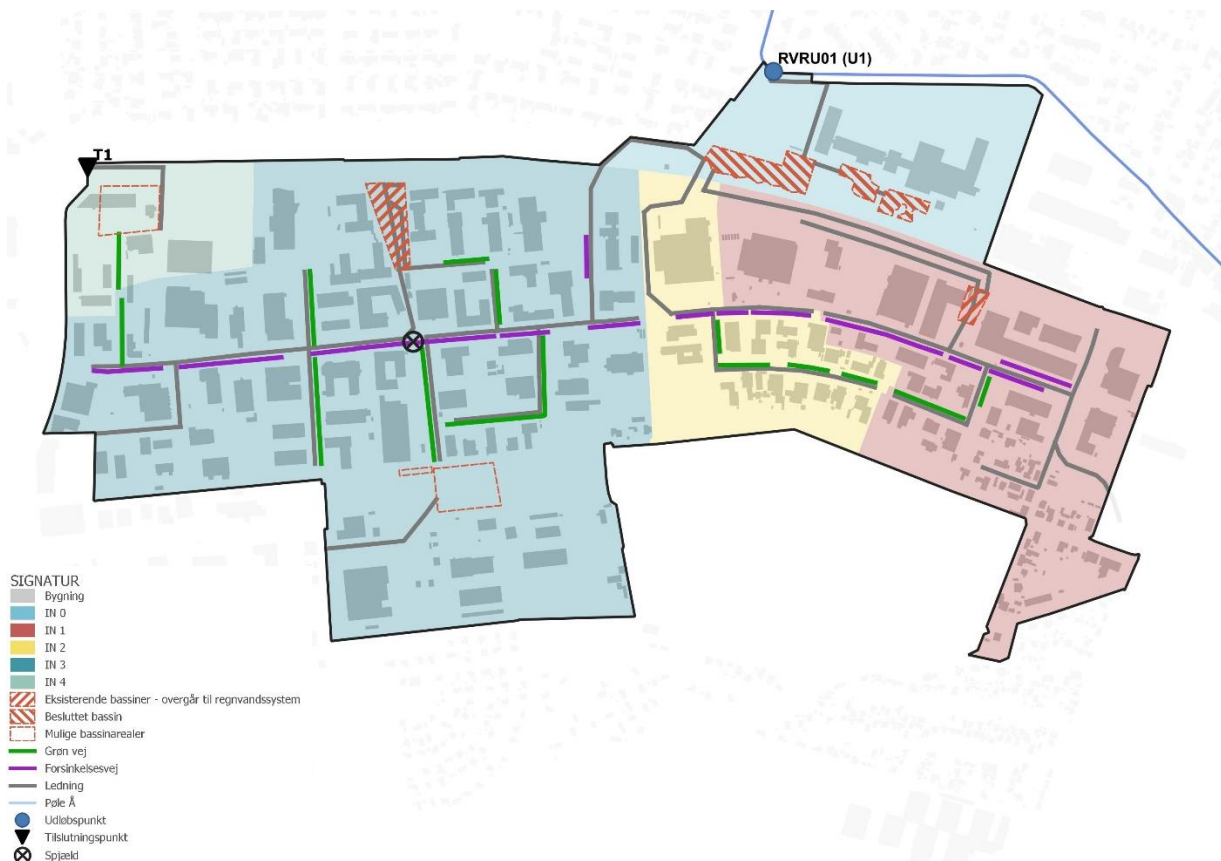 RVRU01 (U1)
T1
SIGNATUR
Bygning
IN 0
IN 1
IN 2
IN 3
IN 4
Eksisterende bassiner - overgår til regnvandssystem
Besluttet bassin
Mulige bassinarealer
Grøn vej
Forsinkelsesvej
Ledning
Pøle Å
Udløbspunkt
Tilslutningspunkt
Spjæld